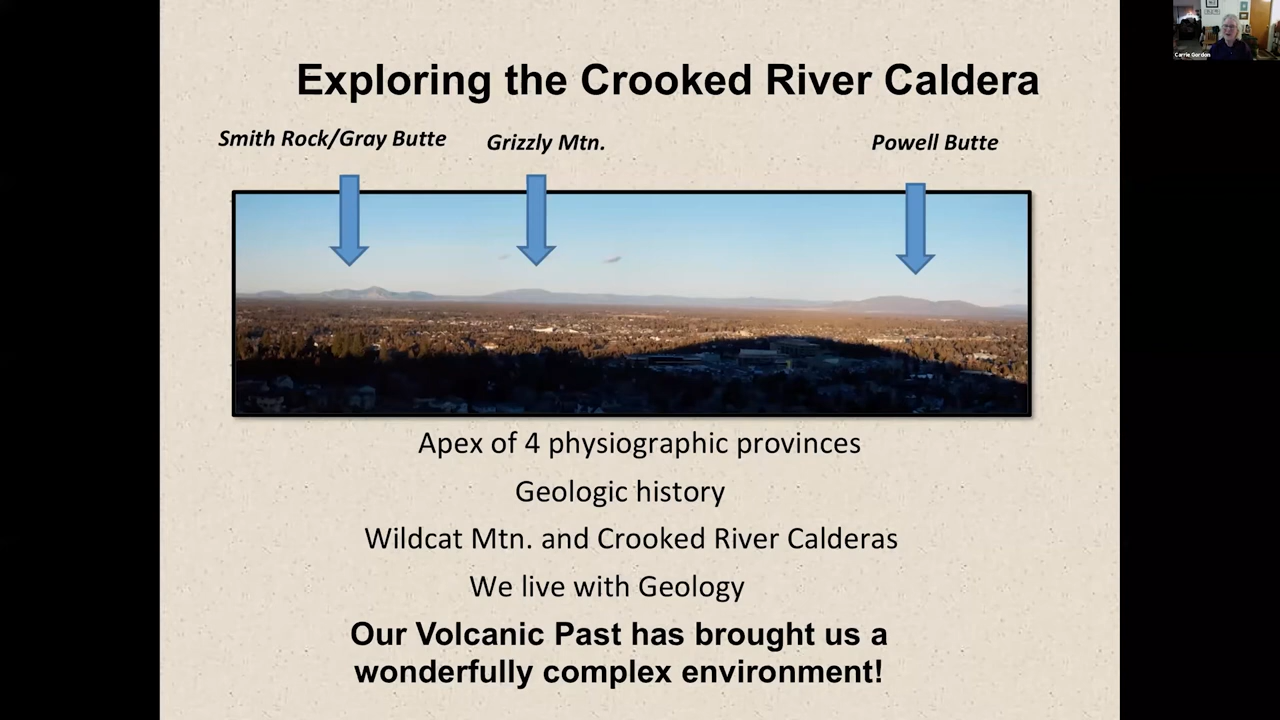 Exploring the Crooked River Caldera
Carrie Gordon
Smith Rock/Gray Butte
Grizzly Mtn.
Powell Butte
Apex of 4 physiographic provinces
Geologic history
Wildcat Mtn. and Crooked River Calderas
We live with Geology
Our Volcanic Past has brought us a
wonderfully complex environment!